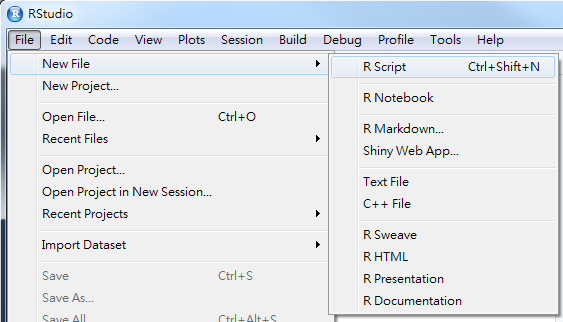 RStudio
File Edit Code View Plots Session Build Debug Profile Tools Help
New File
New Project...
Open File... Ctrl+O
Recent Files
Open Project...
Open Project in New Session...
Recent Projects
Import Dataset
Save Ctrl+S
Save As...
Save All Ctrl+Alt+S
R Script Ctrl+Shift+N
R Notebook
R Markdown...
Shiny Web App...
Text File
C++ File
R Sweave
R HTML
R Presentation
R Documentation